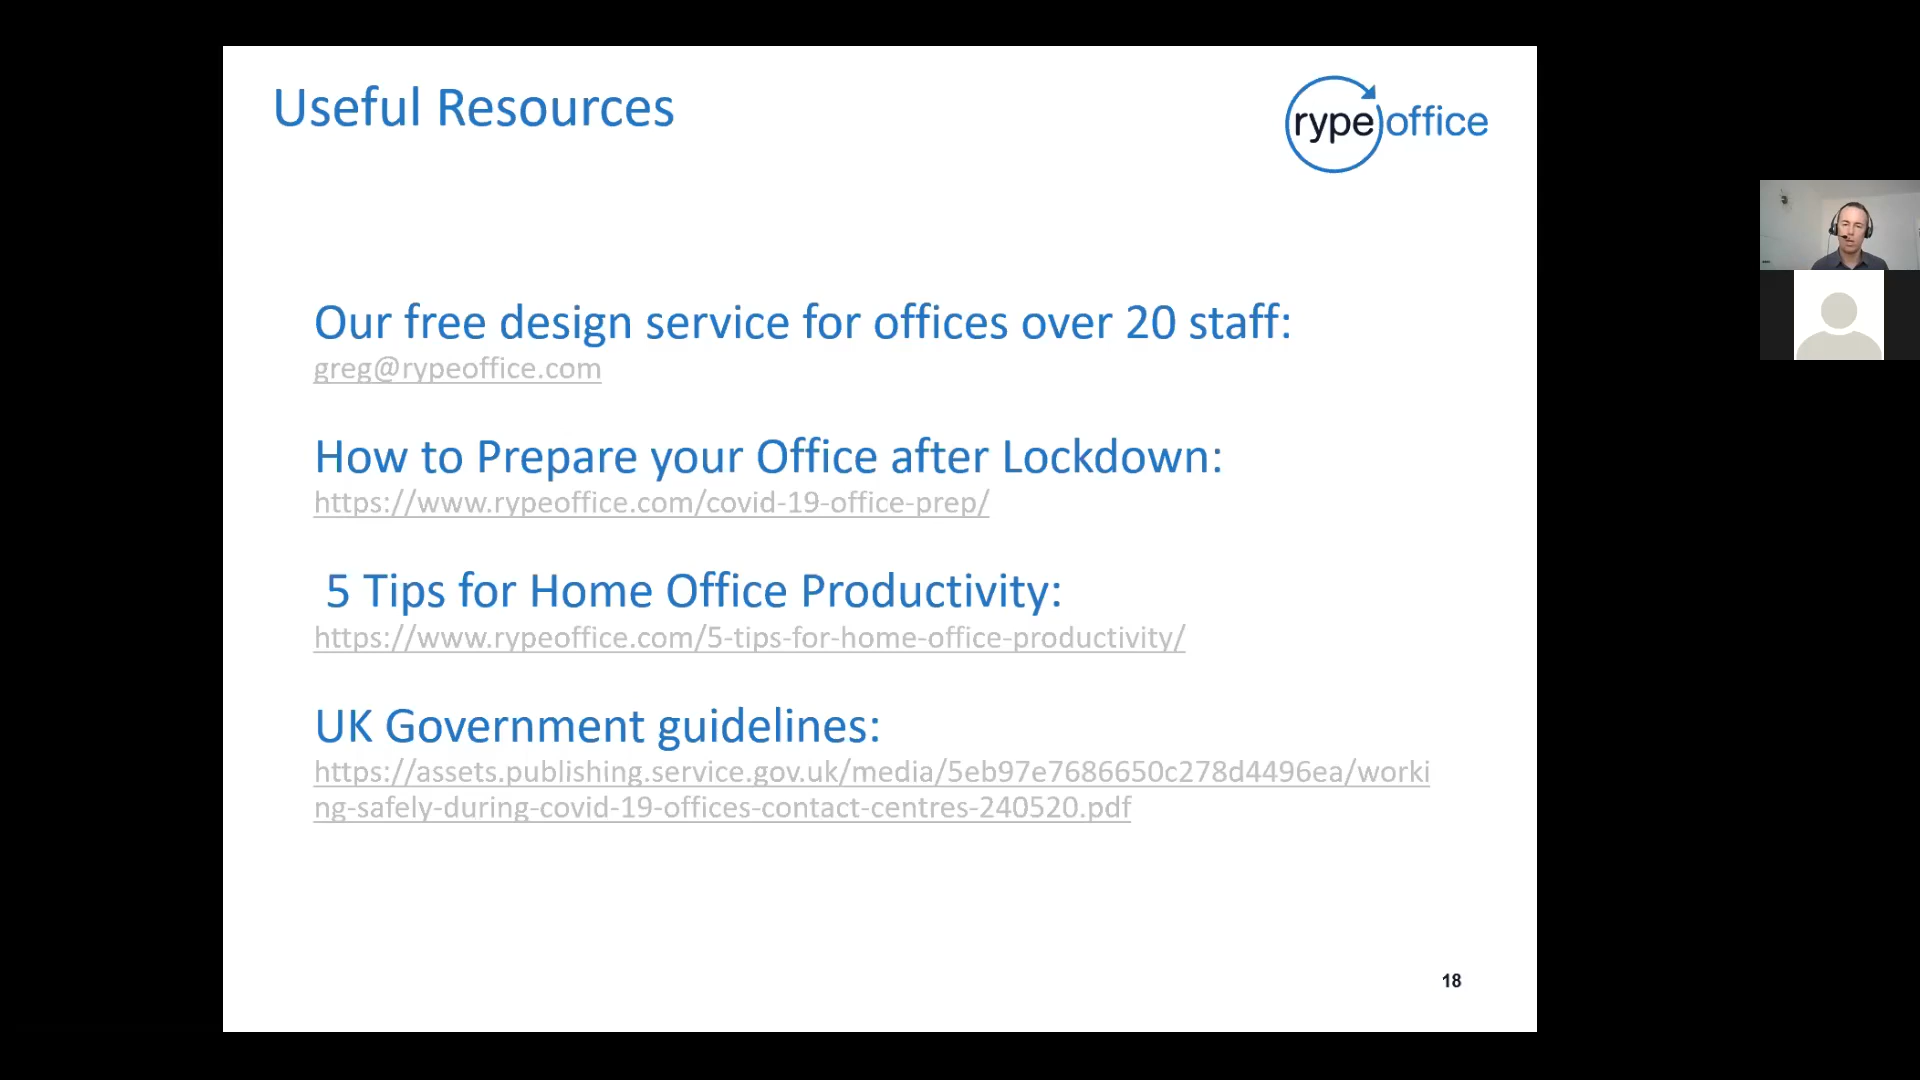 Useful Resources
rype office
Our free design service for offices over 20 staff:
greg@rypeoffice.com
How to Prepare your Office after Lockdown:
https://www.rypeoffice.com/covid-19-office-prep/
5 Tips for Home Office Productivity:
https://www.rypeoffice.com/5-tips-for-home-office-productivity/
UK Government guidelines:
https://assets.publishing.service.gov.uk/media/5eb97e7686650c278d4496ea/worki
ng-safely-during-covid-19-offices-contact-centres-240520.pdf
18